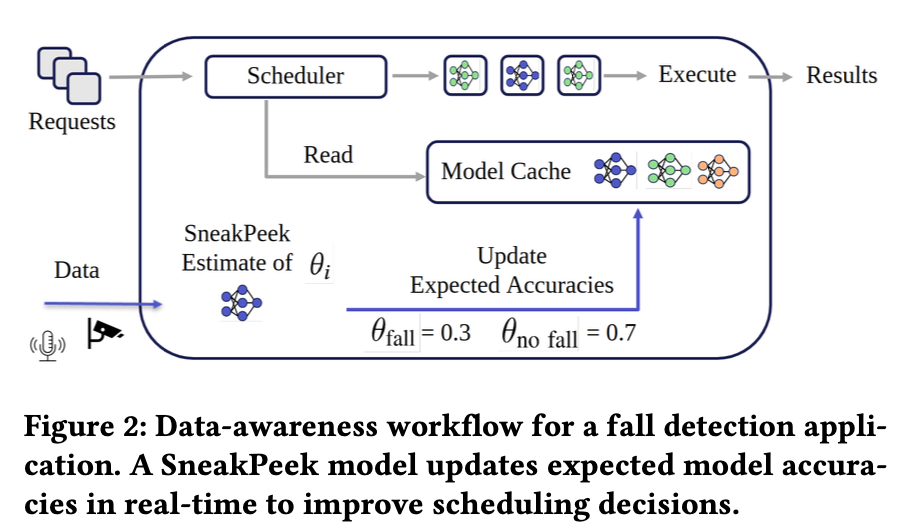 Requests
Scheduler
Execute
Results
Read
Model Cache
Data
SneakPeek
Estimate of θi
Update
Expected Accuracies
θfall = 0.3 θno fall = 0.7
Figure 2: Data-awareness workflow for a fall detection appli-
cation. A SneakPeek model updates expected model accura-
cies in real-time to improve scheduling decisions.